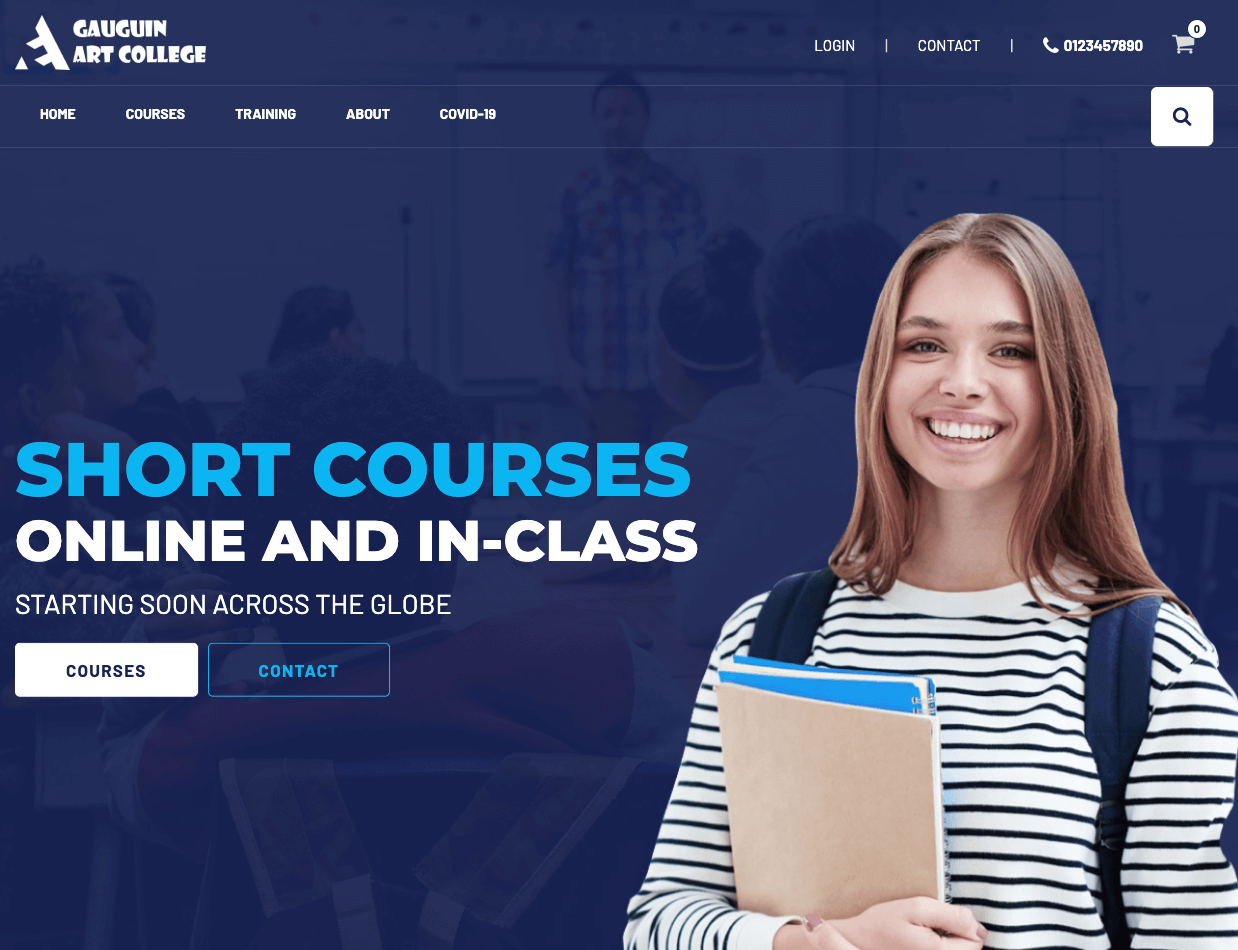 GAUGUIN
ART COLLEGE
LOGIN | CONTACT | 0123457890 0
HOME COURSES TRAINING ABOUT COVID-19
SHORT COURSES
ONLINE AND IN-CLASS
STARTING SOON ACROSS THE GLOBE
COURSES CONTACT